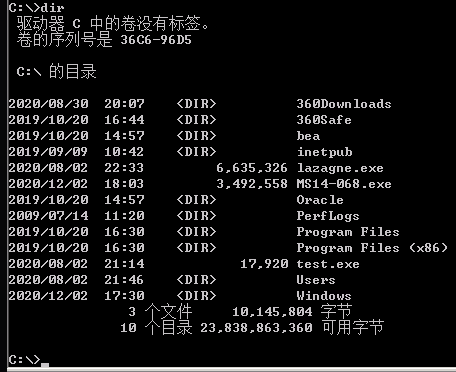 C:\>dir
驱动器 C 中的卷没有标签。
卷的序列号是 36C6-96D5
C:\ 的目录
2020/08/30  20:07    <DIR>          360Downloads
2019/10/20  16:44    <DIR>          360Safe
2019/10/20  14:57    <DIR>          bea
2019/09/09  10:42    <DIR>          inetpub
2020/08/02  22:33         6,635,326 lazagne.exe
2020/12/02  18:03         3,492,558 MS14-068.exe
2019/10/20  14:57    <DIR>          Oracle
2009/07/14  11:20    <DIR>          PerfLogs
2019/10/20  16:30    <DIR>          Program Files
2019/10/20  16:30    <DIR>          Program Files (x86)
2020/08/02  21:14            17,920 test.exe
2020/08/02  21:46    <DIR>          Users
2020/12/02  17:30    <DIR>          Windows
3 个文件     10,145,804 字节
10 个目录 23,838,863,360 可用字节
C:\>